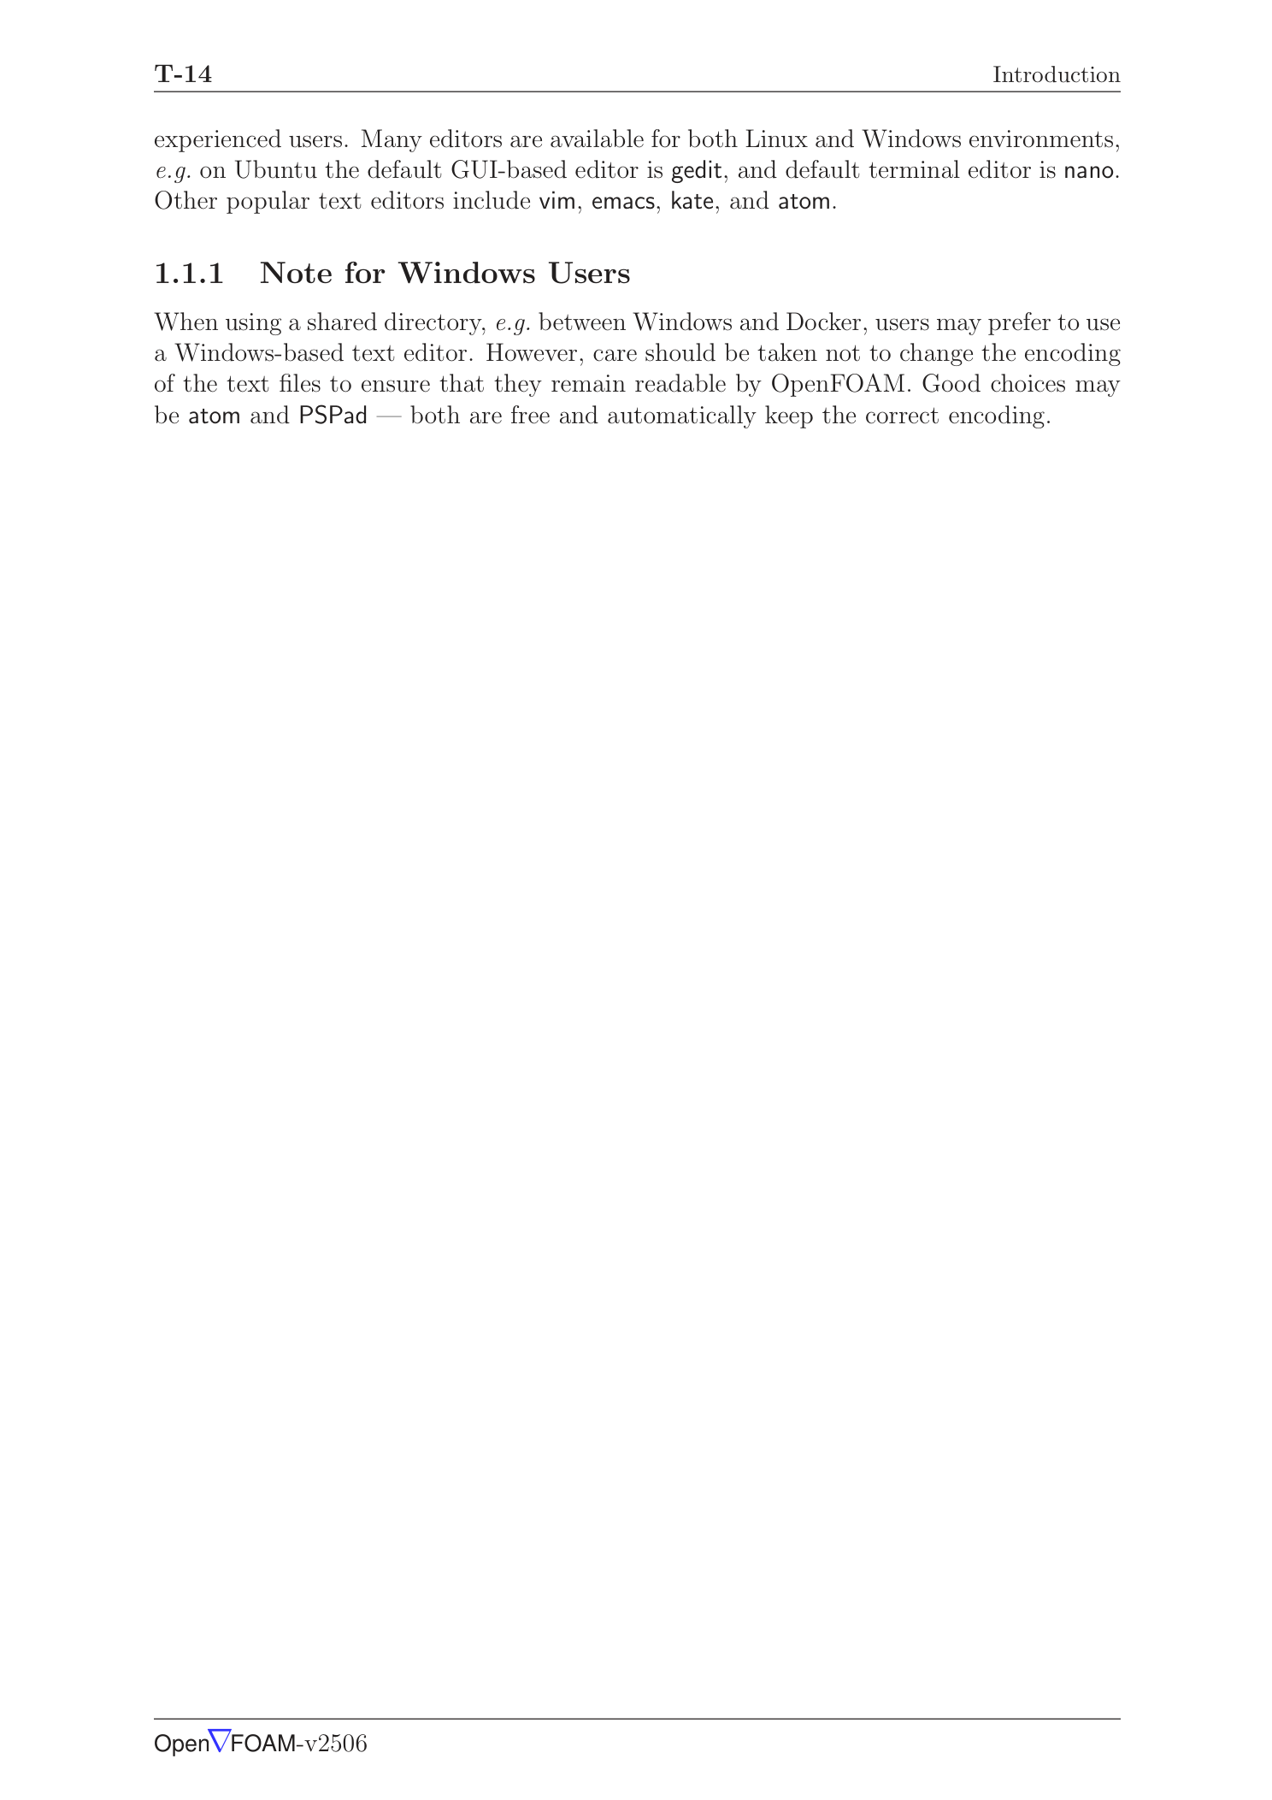 T-14 Introduction
experienced users. Many editors are available for both Linux and Windows environments,
e.g. on Ubuntu the default GUI-based editor is gedit, and default terminal editor is nano.
Other popular text editors include vim, emacs, kate, and atom.
1.1.1 Note for Windows Users
When using a shared directory, e.g. between Windows and Docker, users may prefer to use
a Windows-based text editor. However, care should be taken not to change the encoding
of the text files to ensure that they remain readable by OpenFOAM. Good choices may
be atom and PSPad — both are free and automatically keep the correct encoding.
Open∇FOAM-v2506